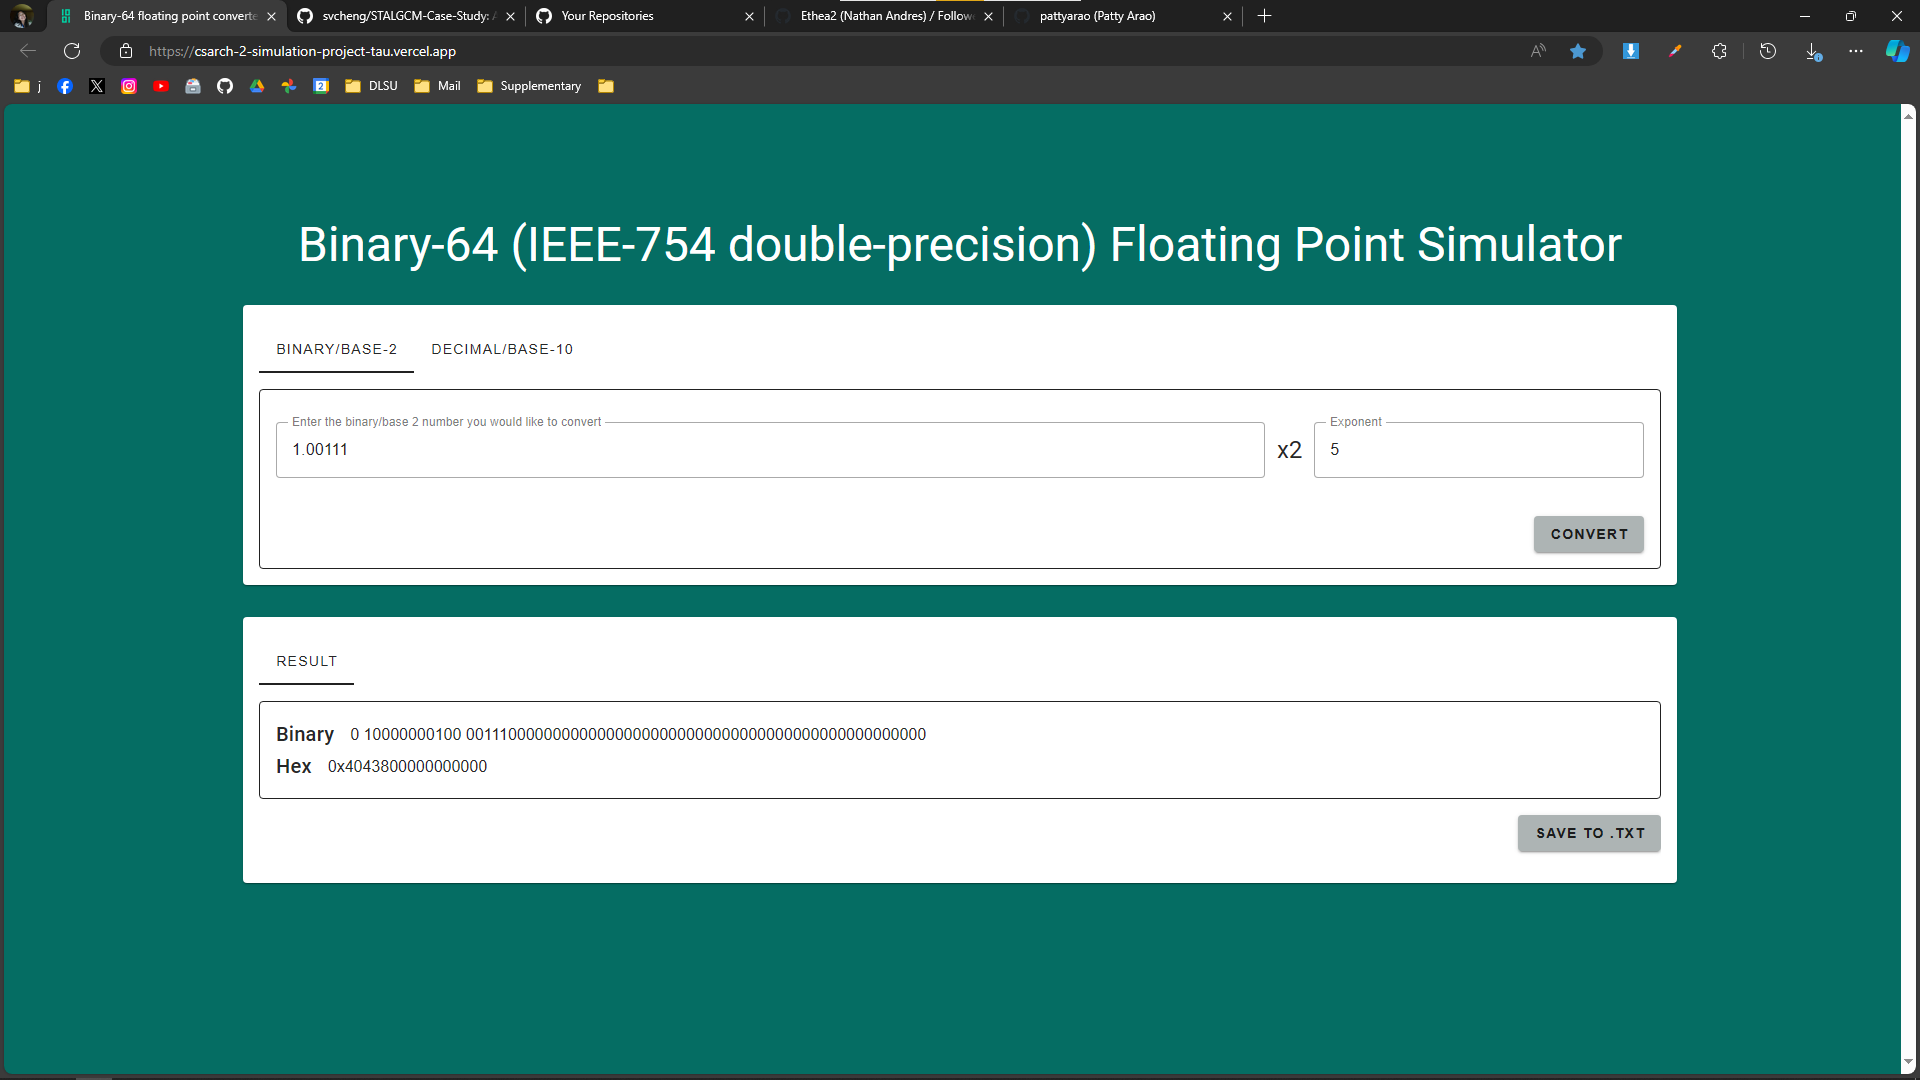 Binary-64 floating point converte
svcheng/STALGCM-Case-Study: A
Your Repositories
Ethea2 (Nathan Andres) / Follow
pattyarao (Patty Arao)
https://csarch-2-simulation-project-tau.vercel.app
j
DLSU
Mail
Supplementary
Binary-64 (IEEE-754 double-precision) Floating Point Simulator
BINARY/BASE-2 DECIMAL/BASE-10
Enter the binary/base 2 number you would like to convert
1.00111
x2
Exponent
5
CONVERT
RESULT
Binary 0 10000000100 0011100000000000000000000000000000000000000000000000
Hex 0x4043800000000000
SAVE TO .TXT